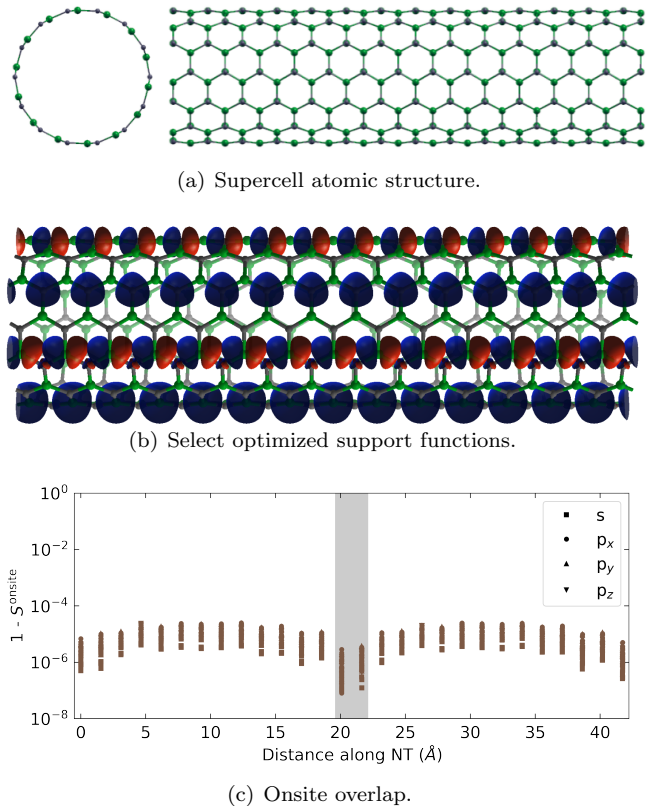 (a) Supercell atomic structure.
(b) Select optimized support functions.
10^0
10^-2
10^-4
10^-6
10^-8
1 - S^onsite
s
p_x
p_y
p_z
0 5 10 15 20 25 30 35 40
Distance along NT (Å)
(c) Onsite overlap.